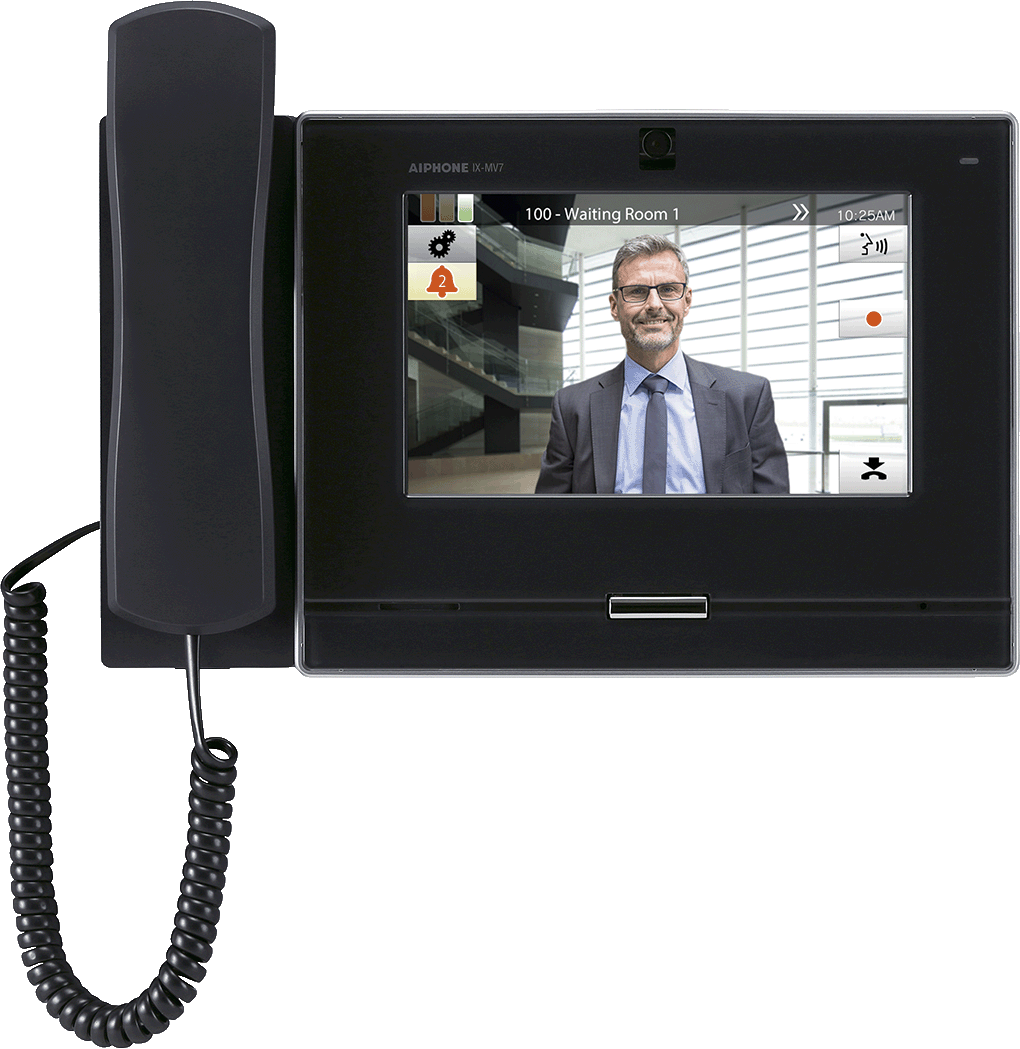 AIPHONE IX-MV7
100 - Waiting Room 1
10:25AM
2